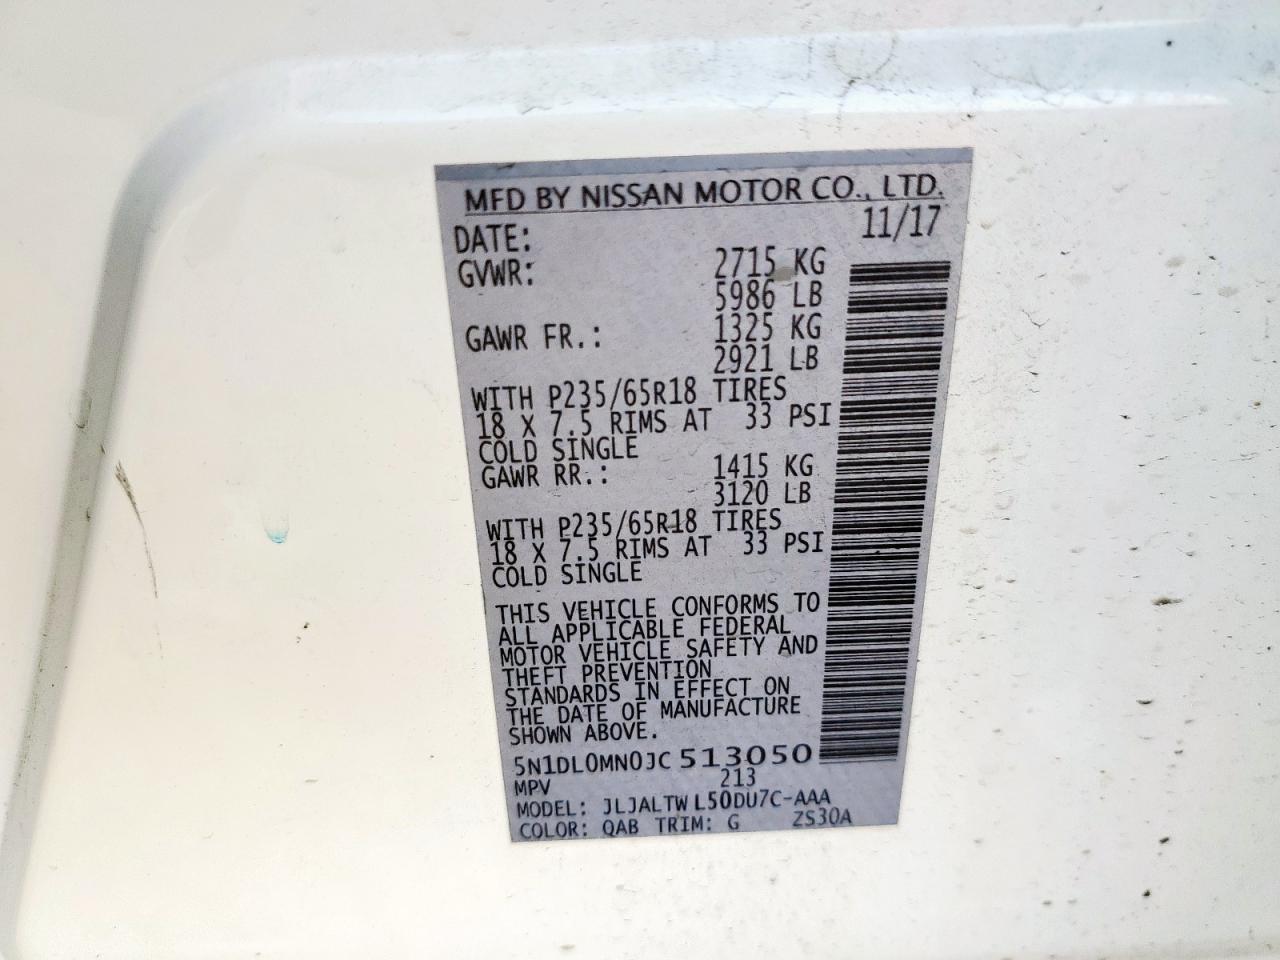 MFD BY NISSAN MOTOR CO., LTD.
DATE: 11/17
GVWR: 2715 KG
5986 LB
GAWR FR.: 1325 KG
2921 LB
WITH P235/65R18 TIRES
18 X 7.5 RIMS AT 33 PSI
COLD SINGLE
GAWR RR.: 1415 KG
3120 LB
WITH P235/65R18 TIRES
18 X 7.5 RIMS AT 33 PSI
COLD SINGLE
THIS VEHICLE CONFORMS TO
ALL APPLICABLE FEDERAL
MOTOR VEHICLE SAFETY AND
THEFT PREVENTION
STANDARDS IN EFFECT ON
THE DATE OF MANUFACTURE
SHOWN ABOVE.
5N1DL0MN0JC513050
MPV 213
MODEL: JLJALTW L50DU7C-AAA
COLOR: QAB TRIM: G ZS30A